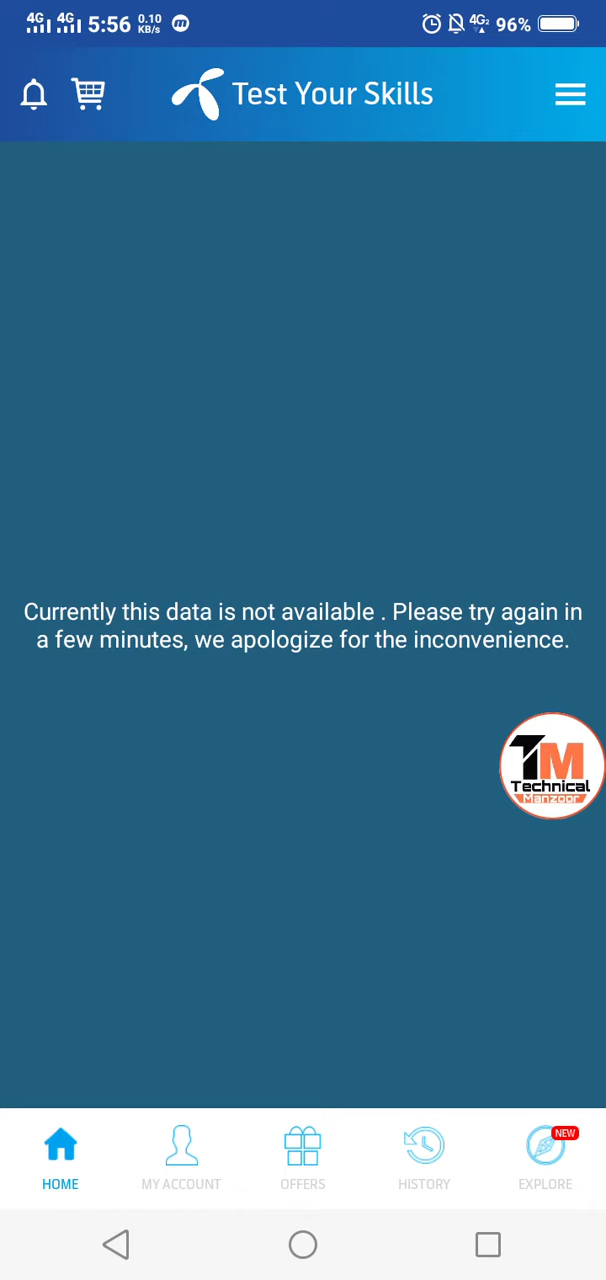 4G 4G 5:56 0.10 KB/s m 4G2 96%
Test Your Skills
Currently this data is not available . Please try again in
a few minutes, we apologize for the inconvenience.
TM
Technical
Manzoor
NEW
HOME MY ACCOUNT OFFERS HISTORY EXPLORE